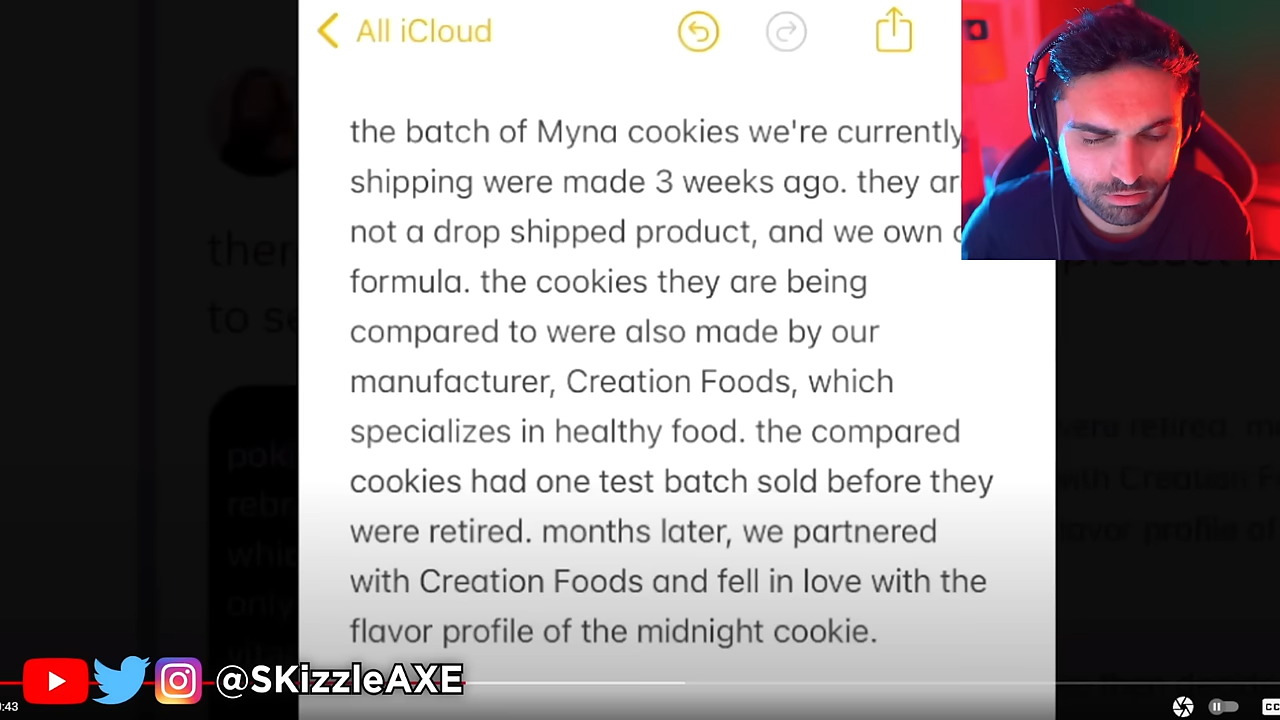 All iCloud
the batch of Myna cookies we're currently
shipping were made 3 weeks ago. they ar
not a drop shipped product, and we own
formula. the cookies they are being
compared to were also made by our
manufacturer, Creation Foods, which
specializes in healthy food. the compared
cookies had one test batch sold before they
were retired. months later, we partnered
with Creation Foods and fell in love with the
flavor profile of the midnight cookie.
to se
@SKizzleAXE
:43
CC